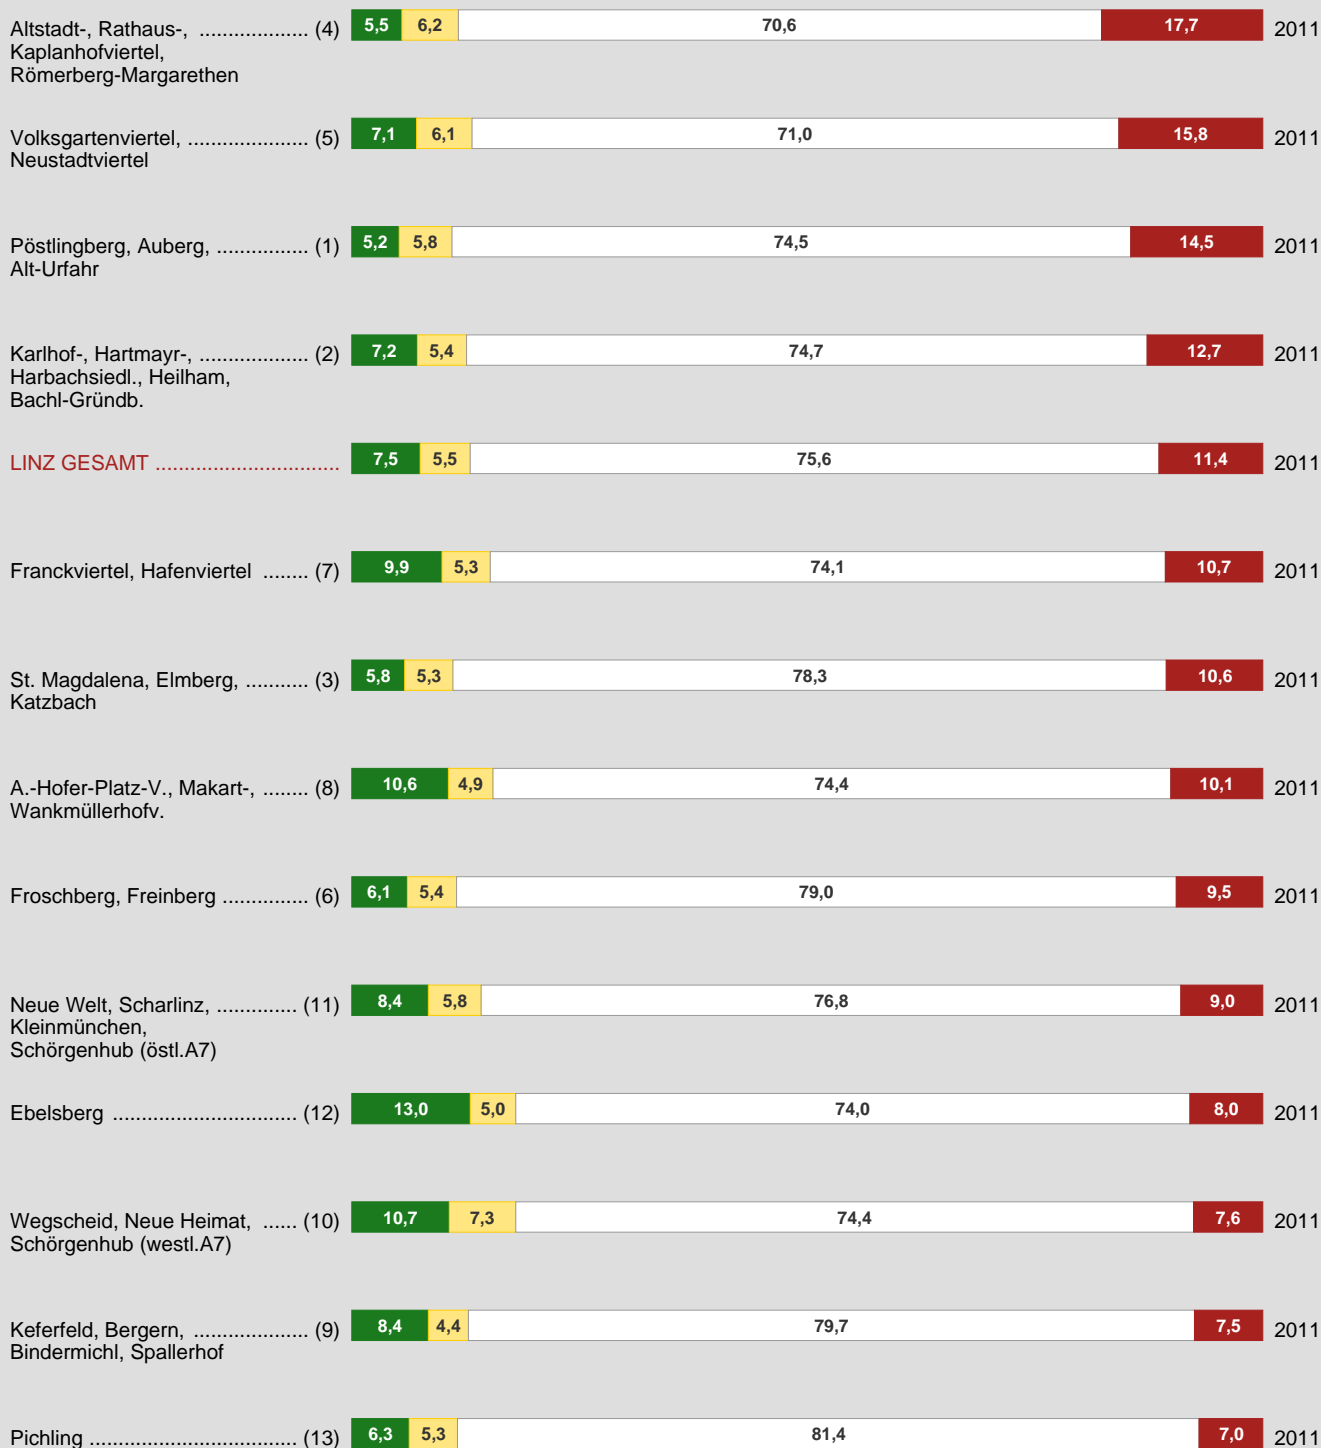 Altstadt-, Rathaus-, ................... (4) 5,5 6,2 70,6 17,7 2011
Kaplanhofviertel,
Römerberg-Margarethen
Volksgartenviertel, ..................... (5) 7,1 6,1 71,0 15,8 2011
Neustadtviertel
Pöstlingberg, Auberg, ................ (1) 5,2 5,8 74,5 14,5 2011
Alt-Urfahr
Karlhof-, Hartmayr-, ................... (2) 7,2 5,4 74,7 12,7 2011
Harbachsiedl., Heilham,
Bachl-Gründb.
LINZ GESAMT ................................ 7,5 5,5 75,6 11,4 2011
Franckviertel, Hafenviertel ........ (7) 9,9 5,3 74,1 10,7 2011
St. Magdalena, Elmberg, ........... (3) 5,8 5,3 78,3 10,6 2011
Katzbach
A.-Hofer-Platz-V., Makart-, ........ (8) 10,6 4,9 74,4 10,1 2011
Wankmüllerhofv.
Froschberg, Freinberg ............... (6) 6,1 5,4 79,0 9,5 2011
Neue Welt, Scharlinz, .............. (11) 8,4 5,8 76,8 9,0 2011
Kleinmünchen,
Schörgenhub (östl.A7)
Ebelsberg ................................ (12) 13,0 5,0 74,0 8,0 2011
Wegscheid, Neue Heimat, ...... (10) 10,7 7,3 74,4 7,6 2011
Schörgenhub (westl.A7)
Keferfeld, Bergern, .................... (9) 8,4 4,4 79,7 7,5 2011
Bindermichl, Spallerhof
Pichling .................................... (13) 6,3 5,3 81,4 7,0 2011